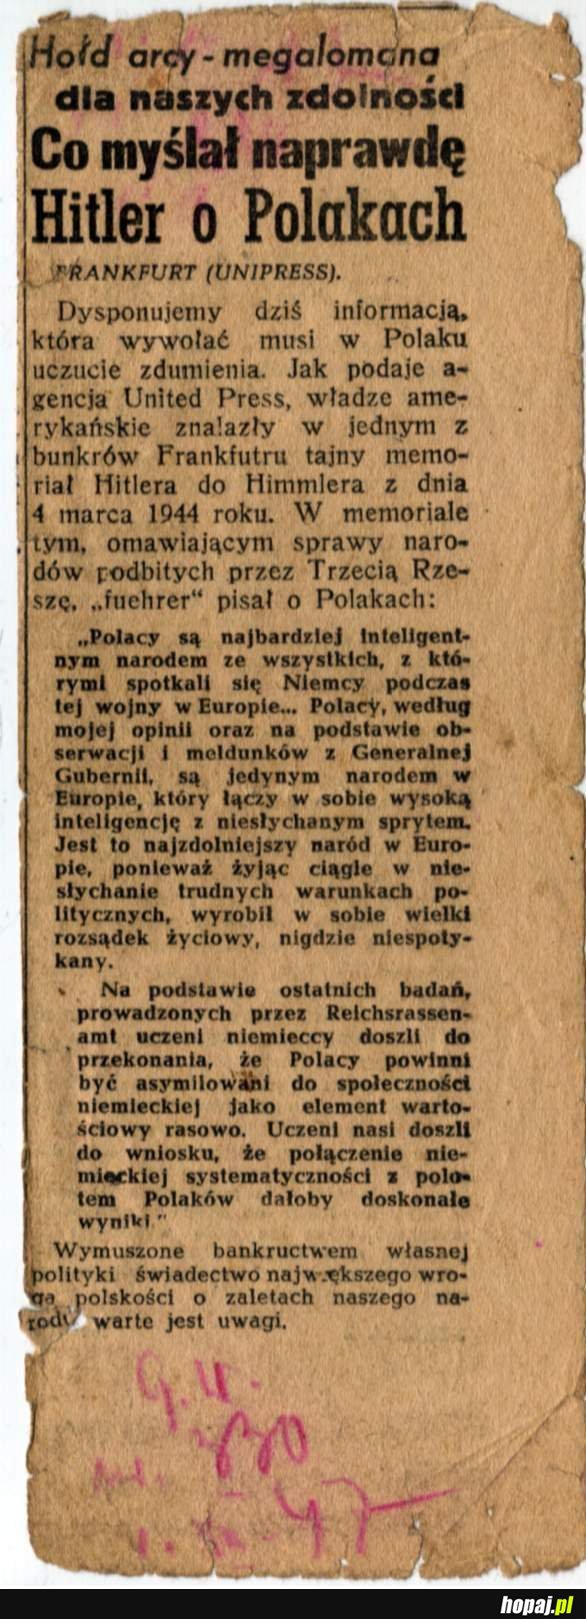 Hołd arcy-megalomana
dla naszych zdolności
Co myślał naprawdę
Hitler o Polakach
FRANKFURT (UNIPRESS).
Dysponujemy dziś informacją,
która wywołać musi w Polaku
uczucie zdumienia. Jak podaje a-
gencja United Press, władze ame-
rykańskie znalazły w jednym z
bunkrów Frankfutru tajny memo-
riał Hitlera do Himmlera z dnia
4 marca 1944 roku. W memoriale
tym, omawiającym sprawy naro-
dów podbitych przez Trzecią Rze-
szę, „fuehrer“ pisał o Polakach:
„Polacy są najbardziej inteligent-
nym narodem ze wszystkich, z któ-
rymi spotkali się Niemcy podczas
tej wojny w Europie... Polacy, według
mojej opinii oraz na podstawie ob-
serwacji i meldunków z Generalnej
Gubernii, są jedynym narodem w
Europie, który łączy w sobie wysoką
inteligencję z niesłychanym sprytem.
Jest to najzdolniejszy naród w Euro-
pie, ponieważ żyjąc ciągle w nie-
słychanie trudnych warunkach po-
litycznych, wyrobił w sobie wielki
rozsądek życiowy, nigdzie niespoty-
kany.
Na podstawie ostatnich badań,
prowadzonych przez Reichsrassen-
amt uczeni niemieccy doszli do
przekonania, że Polacy powinni
być asymilowani do społeczności
niemieckiej jako element warto-
ściowy rasowo. Uczeni nasi doszli
do wniosku, że połączenie nie-
mieckiej systematyczności z polo-
tem Polaków dałoby doskonałe
wyniki.“
Wymuszone bankructwem własnej
polityki świadectwo największego wro-
ga polskości o zaletach naszego na-
rodu warte jest uwagi.
330
hopaj.pl